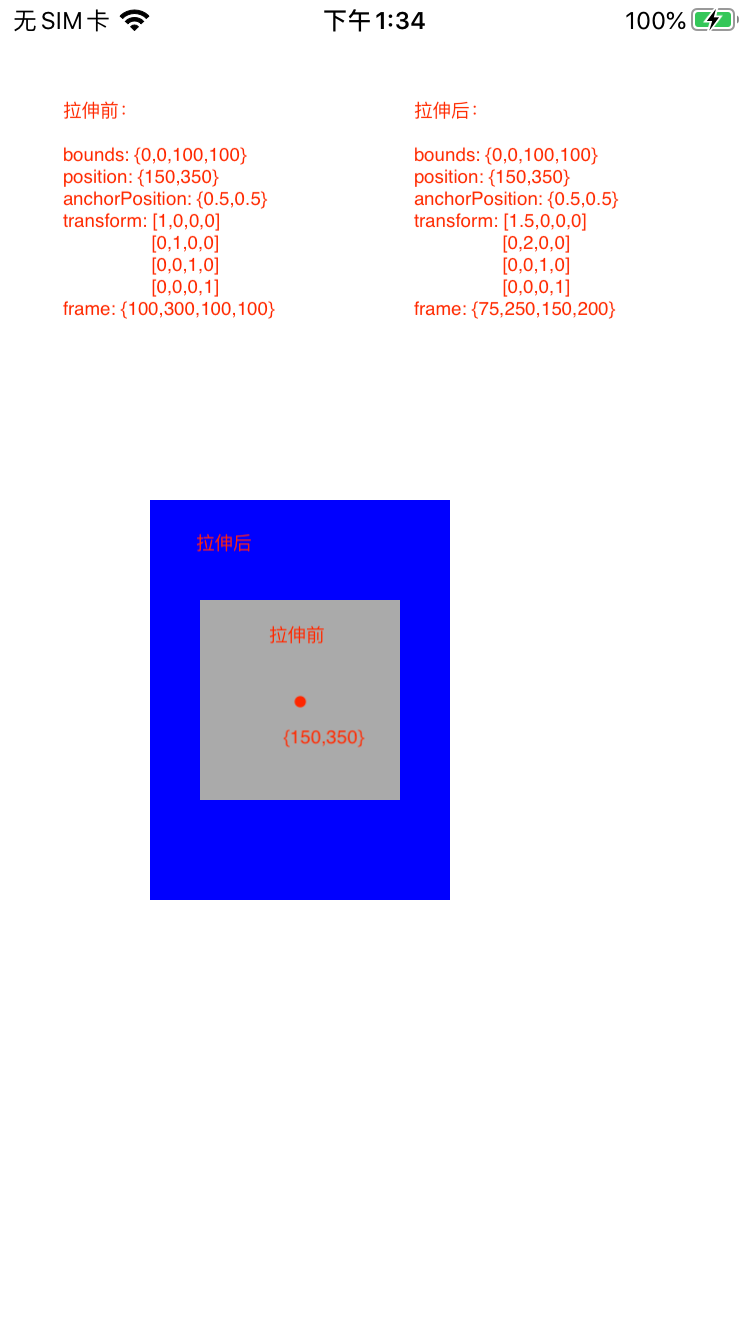 无 SIM 卡 下午1:34 100%
拉伸前：
bounds: {0,0,100,100}
position: {150,350}
anchorPosition: {0.5,0.5}
transform: [1,0,0,0]
[0,1,0,0]
[0,0,1,0]
[0,0,0,1]
frame: {100,300,100,100}
拉伸后：
bounds: {0,0,100,100}
position: {150,350}
anchorPosition: {0.5,0.5}
transform: [1.5,0,0,0]
[0,2,0,0]
[0,0,1,0]
[0,0,0,1]
frame: {75,250,150,200}
拉伸后
拉伸前
{150,350}